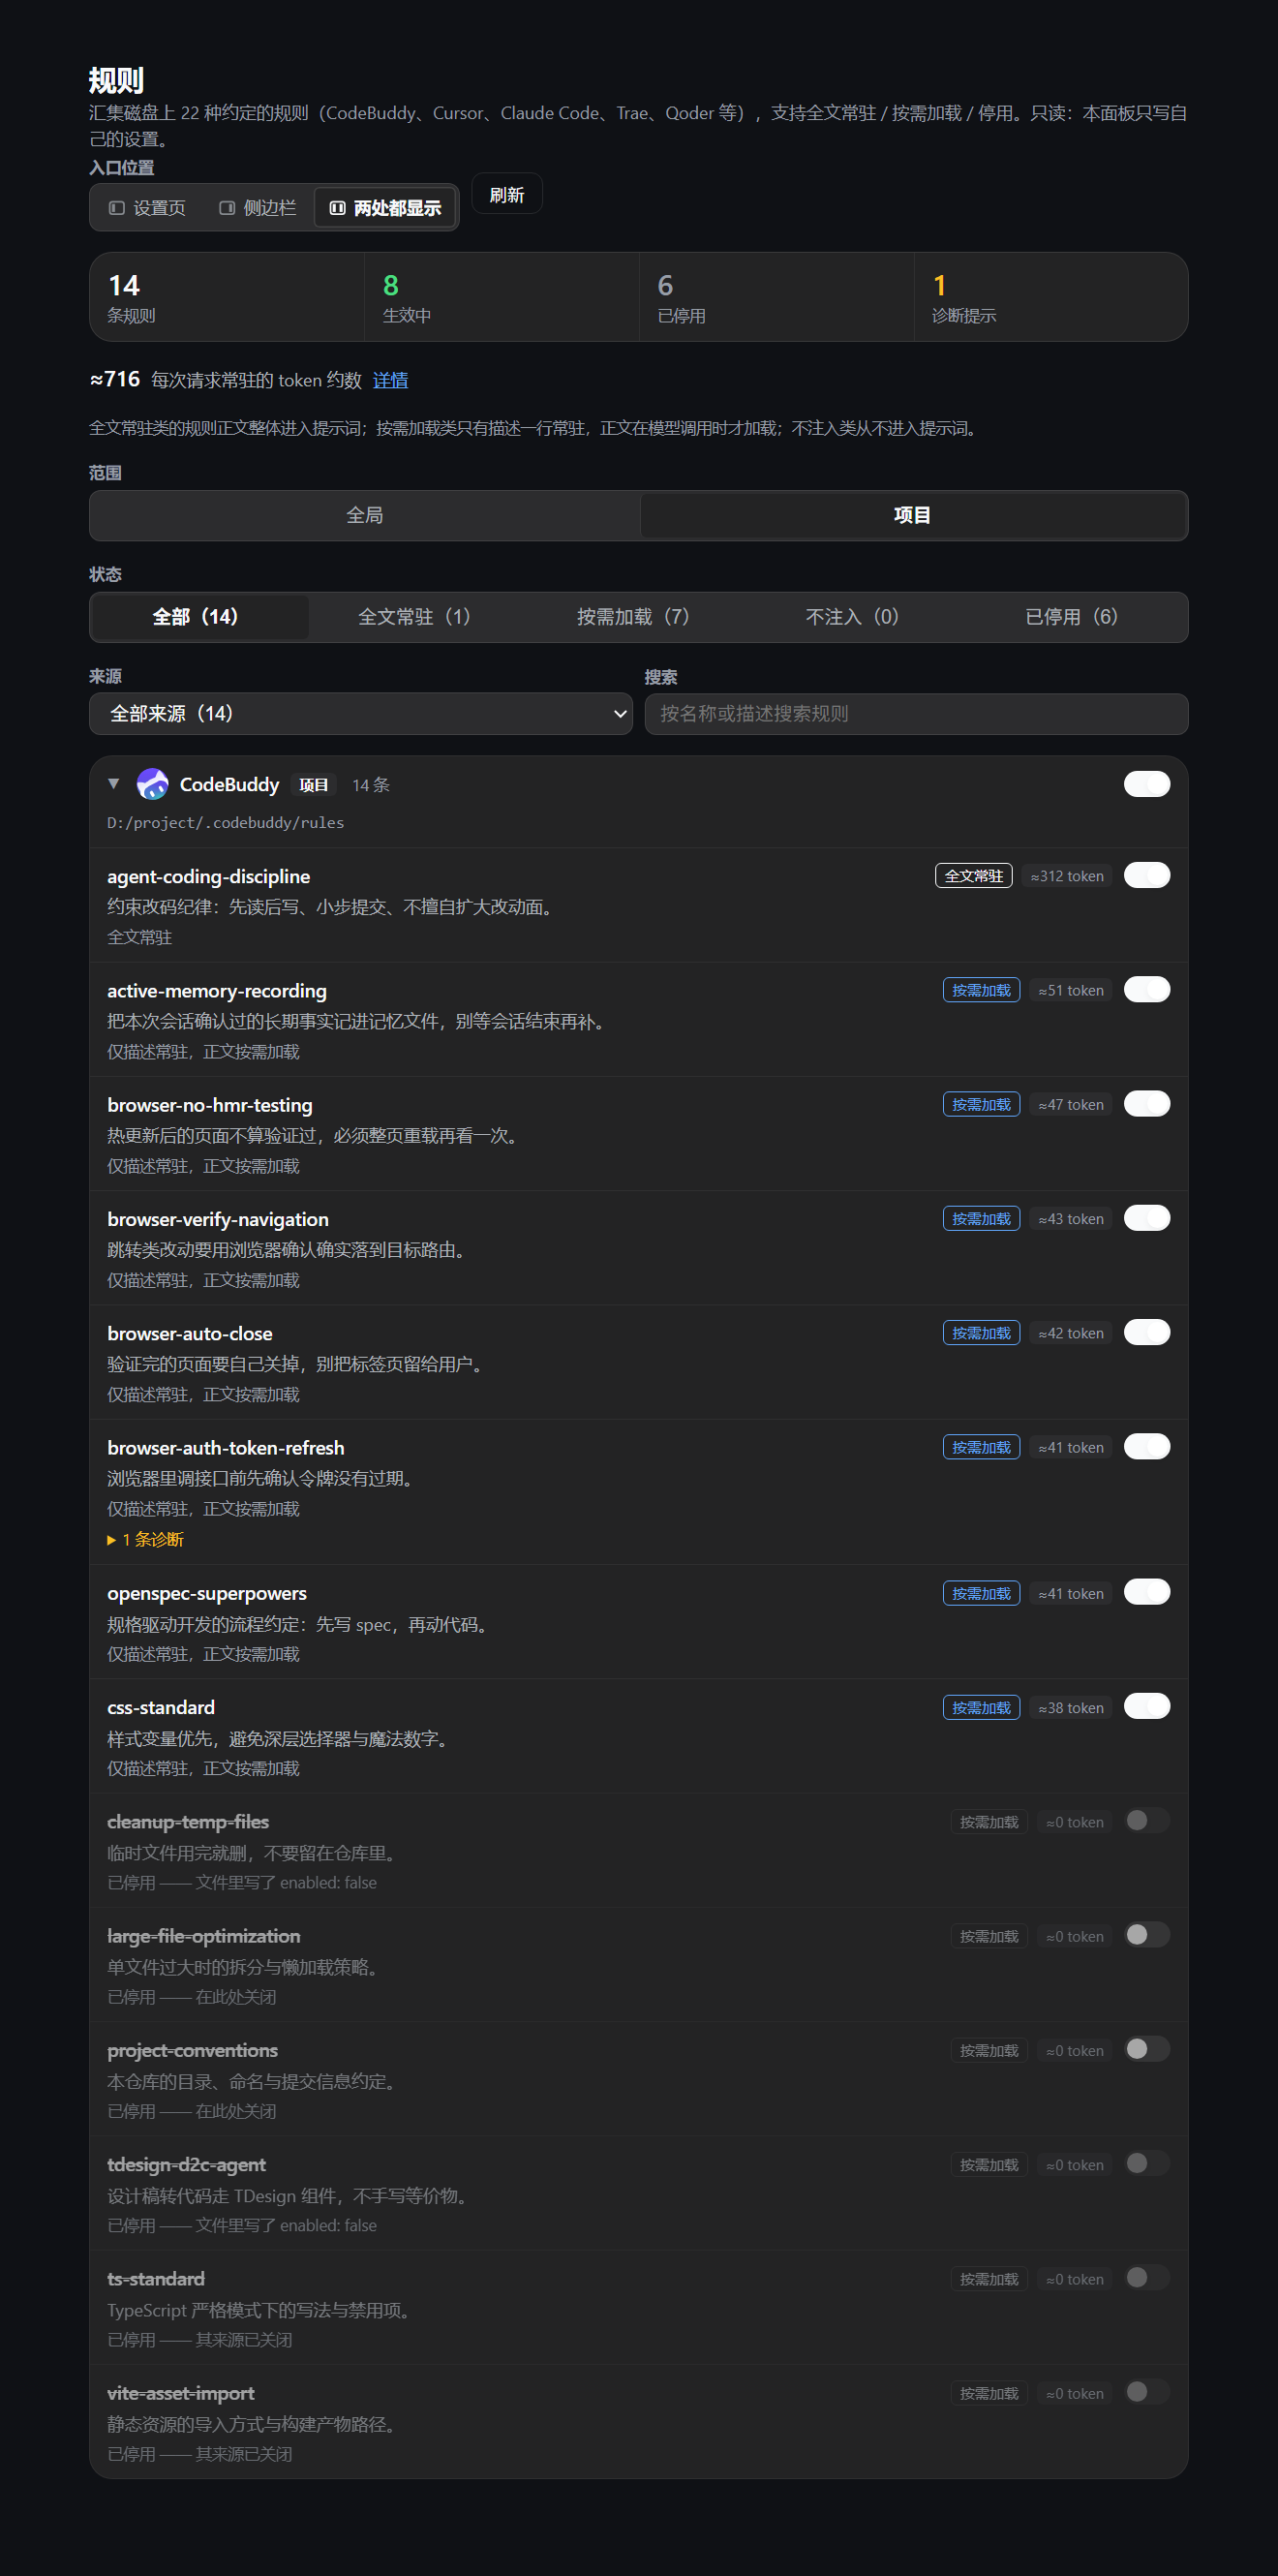 规则
汇集磁盘上 22 种约定的规则（CodeBuddy、Cursor、Claude Code、Trae、Qoder 等），支持全文常驻 / 按需加载 / 停用。只读：本面板只写自
己的设置。
入口位置
设置页 侧边栏 两处都显示 刷新
14 8 6 1
条规则 生效中 已停用 诊断提示
≈716 每次请求常驻的 token 约数 详情
全文常驻类的规则正文整体进入提示词；按需加载类只有描述一行常驻，正文在模型调用时才加载；不注入类从不进入提示词。
范围
全局 项目
状态
全部（14） 全文常驻（1） 按需加载（7） 不注入（0） 已停用（6）
来源 搜索
全部来源（14） 按名称或描述搜索规则
CodeBuddy 项目 14 条
D:/project/.codebuddy/rules
agent-coding-discipline 全文常驻 ≈312 token
约束改码纪律：先读后写、小步提交、不擅自扩大改动面。
全文常驻
active-memory-recording 按需加载 ≈51 token
把本次会话确认过的长期事实记进记忆文件，别等会话结束再补。
仅描述常驻，正文按需加载
browser-no-hmr-testing 按需加载 ≈47 token
热更新后的页面不算验证过，必须整页重载再看一次。
仅描述常驻，正文按需加载
browser-verify-navigation 按需加载 ≈43 token
跳转类改动要用浏览器确认确实落到目标路由。
仅描述常驻，正文按需加载
browser-auto-close 按需加载 ≈42 token
验证完的页面要自己关掉，别把标签页留给用户。
仅描述常驻，正文按需加载
browser-auth-token-refresh 按需加载 ≈41 token
浏览器里调接口前先确认令牌没有过期。
仅描述常驻，正文按需加载
1 条诊断
openspec-superpowers 按需加载 ≈41 token
规格驱动开发的流程约定：先写 spec，再动代码。
仅描述常驻，正文按需加载
css-standard 按需加载 ≈38 token
样式变量优先，避免深层选择器与魔法数字。
仅描述常驻，正文按需加载
cleanup-temp-files 按需加载 ≈0 token
临时文件用完就删，不要留在仓库里。
已停用 —— 文件里写了 enabled: false
large-file-optimization 按需加载 ≈0 token
单文件过大时的拆分与懒加载策略。
已停用 —— 在此处关闭
project-conventions 按需加载 ≈0 token
本仓库的目录、命名与提交信息约定。
已停用 —— 在此处关闭
tdesign-d2c-agent 按需加载 ≈0 token
设计稿转代码走 TDesign 组件，不手写等价物。
已停用 —— 文件里写了 enabled: false
ts-standard 按需加载 ≈0 token
TypeScript 严格模式下的写法与禁用项。
已停用 —— 其来源已关闭
vite-asset-import 按需加载 ≈0 token
静态资源的导入方式与构建产物路径。
已停用 —— 其来源已关闭